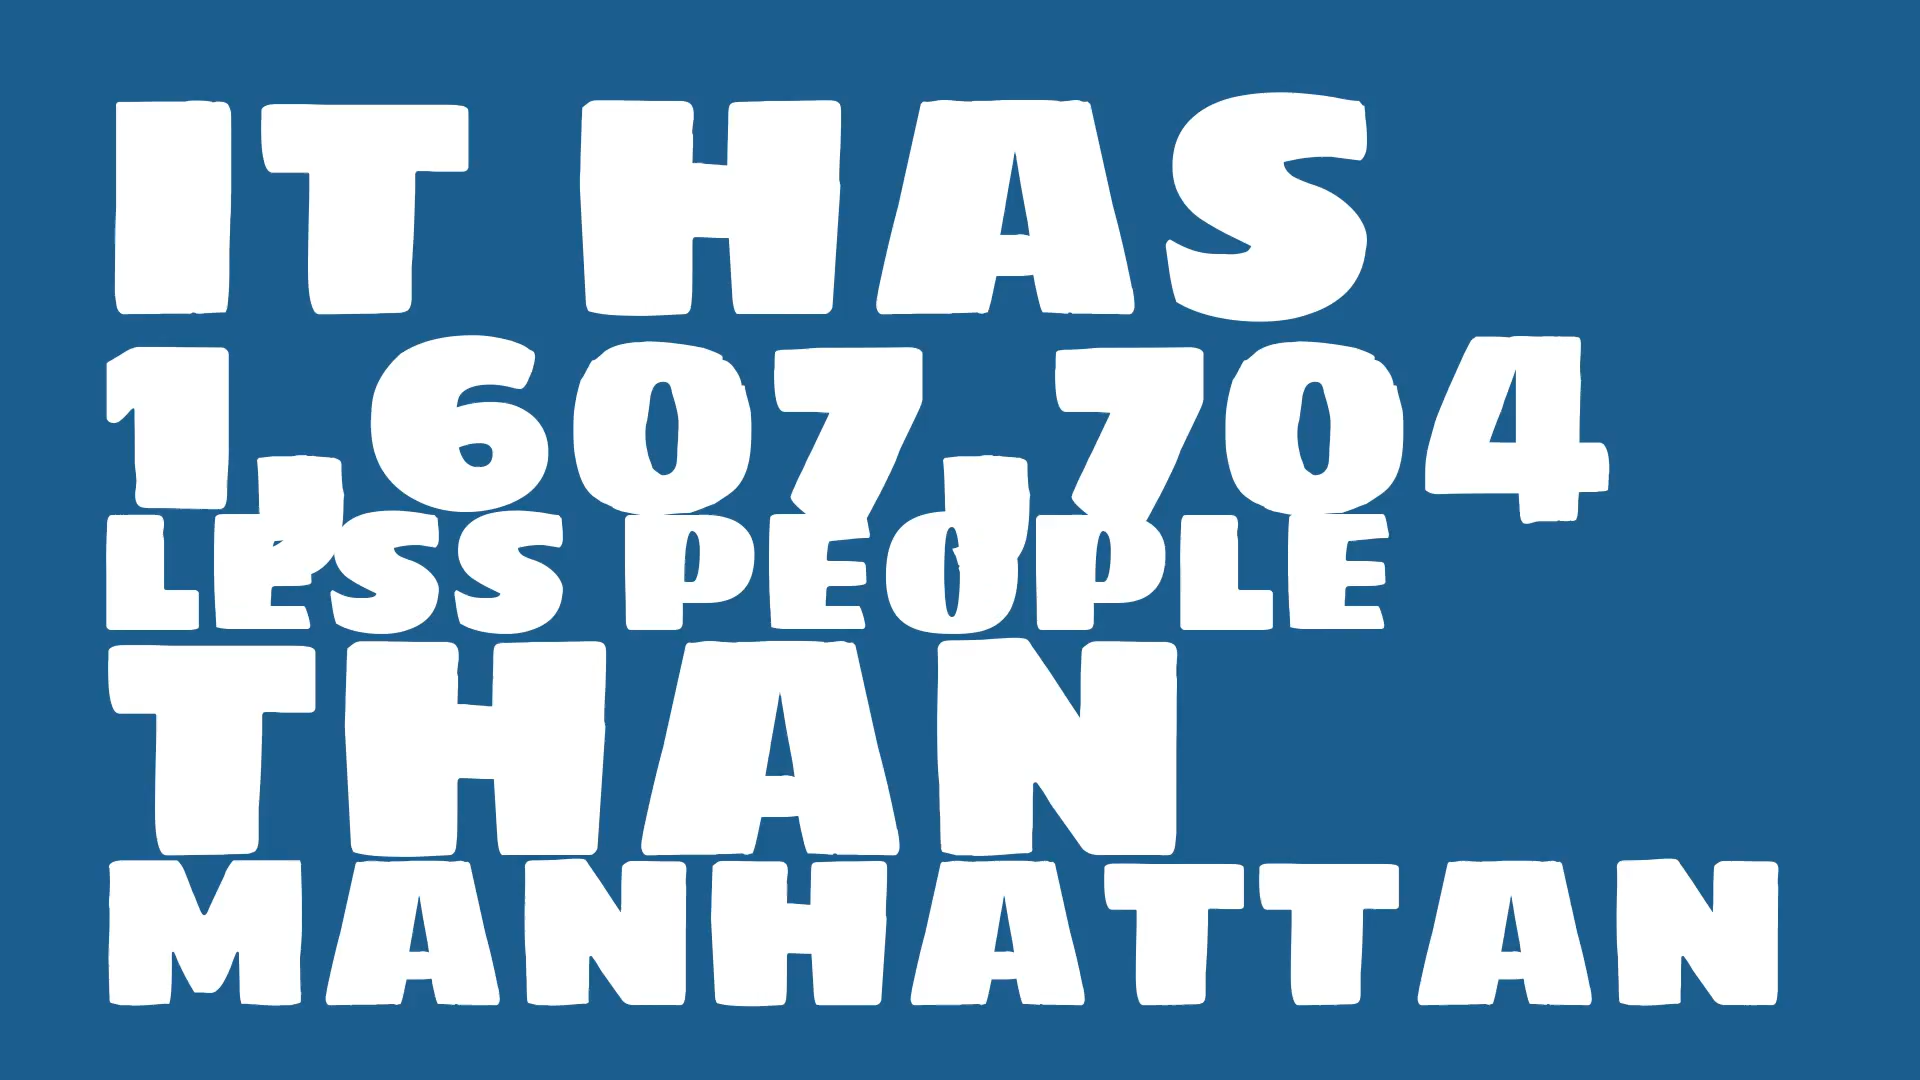 IT HAS
1,607,704
LESS PEOPLE
THAN
MANHATTAN